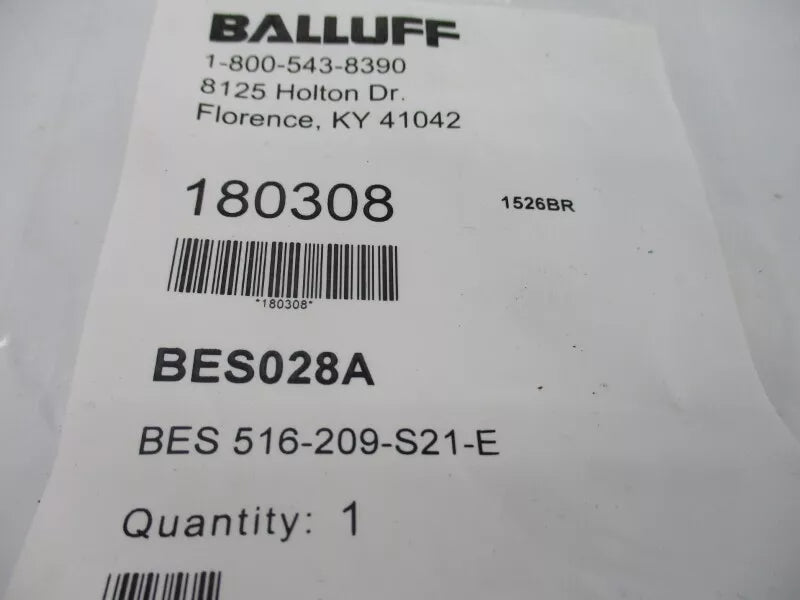 BALLUFF
1-800-543-8390
8125 Holton Dr.
Florence, KY 41042
180308 1526BR
*180308*
BES028A
BES 516-209-S21-E
Quantity: 1